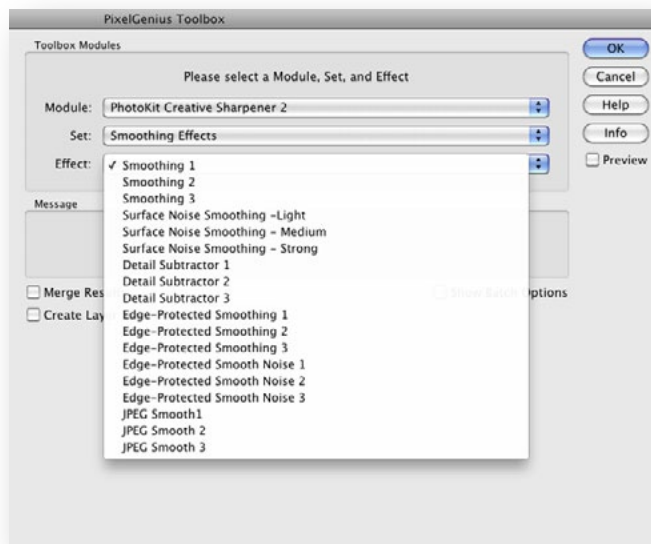 PixelGenius Toolbox
Toolbox Modules
Please select a Module, Set, and Effect
Module: PhotoKit Creative Sharpener 2
Set: Smoothing Effects
Effect: ✓ Smoothing 1
Smoothing 2
Smoothing 3
Surface Noise Smoothing -Light
Surface Noise Smoothing - Medium
Surface Noise Smoothing - Strong
Detail Subtractor 1
Detail Subtractor 2
Detail Subtractor 3
Edge-Protected Smoothing 1
Edge-Protected Smoothing 2
Edge-Protected Smoothing 3
Edge-Protected Smooth Noise 1
Edge-Protected Smooth Noise 2
Edge-Protected Smooth Noise 3
JPEG Smooth1
JPEG Smooth 2
JPEG Smooth 3
Message
Merge Res
Show Batch Options
Create Lay
OK
Cancel
Help
Info
Preview